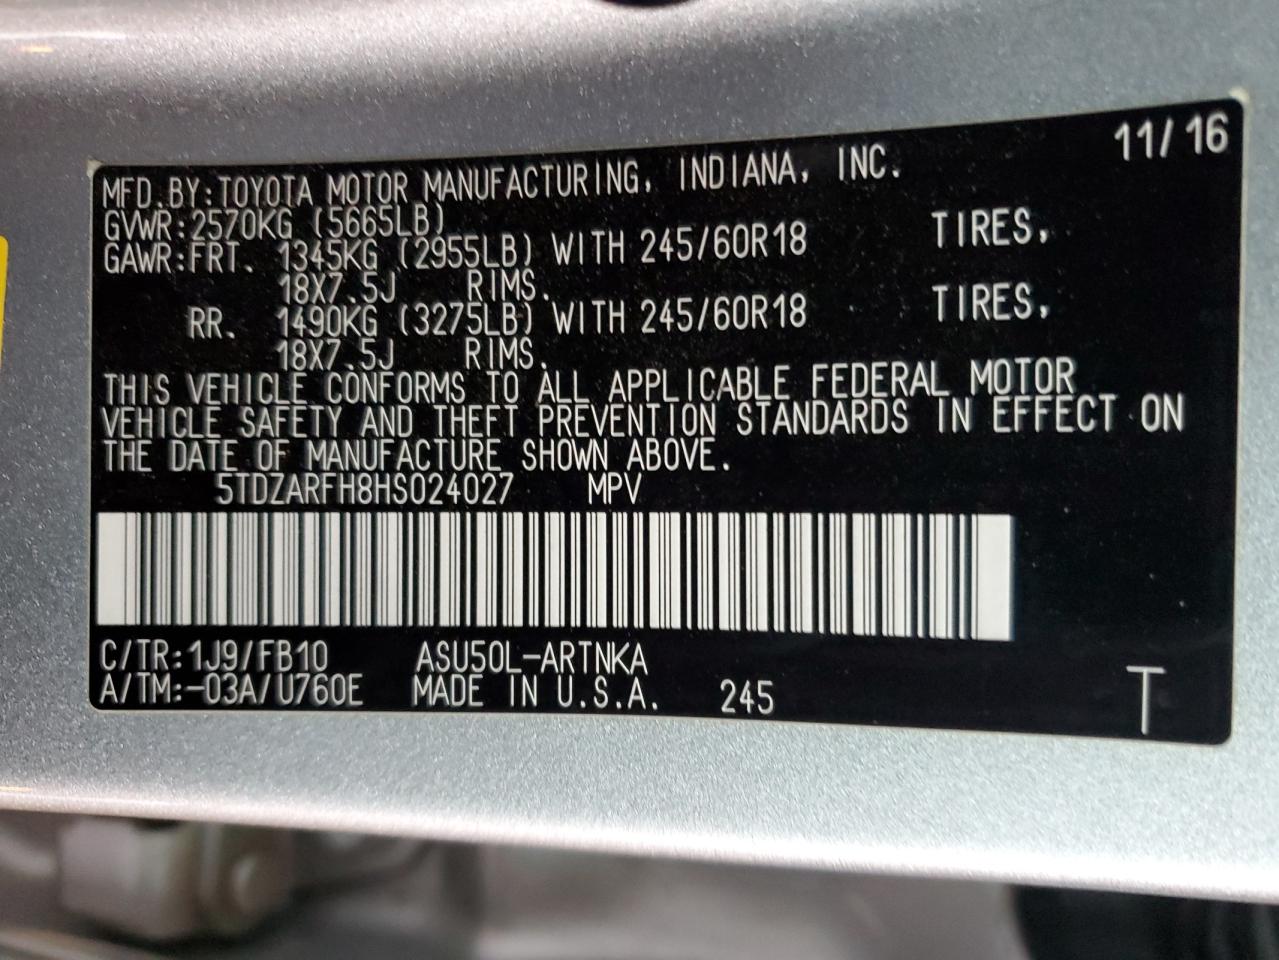 11/16
MFD.BY:TOYOTA MOTOR MANUFACTURING, INDIANA, INC.
GVWR:2570KG (5665LB)
GAWR:FRT. 1345KG (2955LB) WITH 245/60R18 TIRES,
18X7.5J RIMS.
RR. 1490KG (3275LB) WITH 245/60R18 TIRES,
18X7.5J RIMS.
THIS VEHICLE CONFORMS TO ALL APPLICABLE FEDERAL MOTOR
VEHICLE SAFETY AND THEFT PREVENTION STANDARDS IN EFFECT ON
THE DATE OF MANUFACTURE SHOWN ABOVE.
5TDZARFH8HS024027 MPV
C/TR:1J9/FB10 ASU50L-ARTNKA
A/TM:-03A/U760E MADE IN U.S.A. 245 T